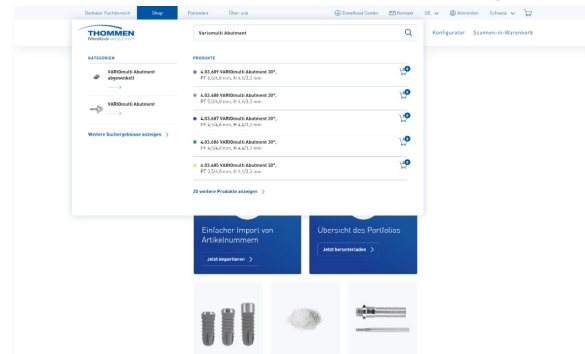 Dentaler Fachbereich
Shop
Patienten
Über uns
Download Center
Kontakt
DE
Anmelden
Schweiz
THOMMEN
Medical WEBSHOP
Variomulti Abutment
Konfigurator
Scannen-in-Warenkorb
KATEGORIEN
VARIOmulti Abutment
abgewinkelt
VARIOmulti Abutment
Weitere Suchergebnisse anzeigen
PRODUKTE
4.03.689 VARIOmulti Abutment 30°,
4.03.688 VARIOmulti Abutment 30°,
4.03.687 VARIOmulti Abutment 30°,
4.03.686 VARIOmulti Abutment 30°,
4.03.685 VARIOmulti Abutment 30°,
20 weitere Produkte anzeigen
Einfacher Import von
Artikelnummern
Jetzt importieren
Übersicht des Portfolios
Jetzt herunterladen